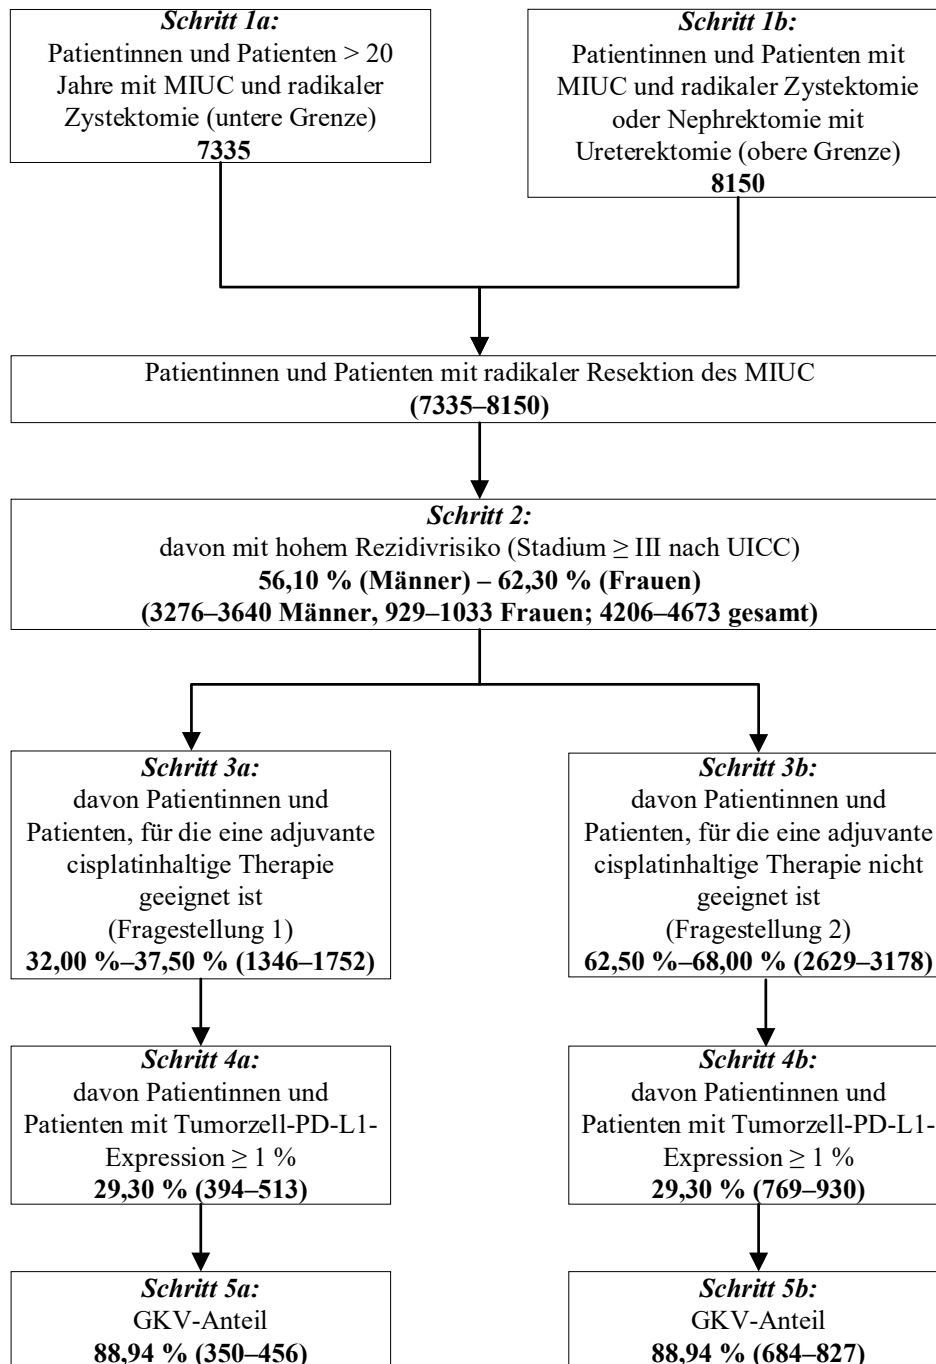 Schritt 1a:
Patientinnen und Patienten > 20
Jahre mit MIUC und radikaler
Zystektomie (untere Grenze)
7335
Schritt 1b:
Patientinnen und Patienten mit
MIUC und radikaler Zystektomie
oder Nephrektomie mit
Ureterektomie (obere Grenze)
8150
Patientinnen und Patienten mit radikaler Resektion des MIUC
(7335–8150)
Schritt 2:
davon mit hohem Rezidivrisiko (Stadium ≥ III nach UICC)
56,10 % (Männer) – 62,30 % (Frauen)
(3276–3640 Männer, 929–1033 Frauen; 4206–4673 gesamt)
Schritt 3a:
davon Patientinnen und
Patienten, für die eine adjuvante
cisplatinhaltige Therapie
geeignet ist
(Fragestellung 1)
32,00 %–37,50 % (1346–1752)
Schritt 3b:
davon Patientinnen und
Patienten, für die eine adjuvante
cisplatinhaltige Therapie nicht
geeignet ist
(Fragestellung 2)
62,50 %–68,00 % (2629–3178)
Schritt 4a:
davon Patientinnen und
Patienten mit Tumorzell-PD-L1-
Expression ≥ 1 %
29,30 % (394–513)
Schritt 4b:
davon Patientinnen und
Patienten mit Tumorzell-PD-L1-
Expression ≥ 1 %
29,30 % (769–930)
Schritt 5a:
GKV-Anteil
88,94 % (350–456)
Schritt 5b:
GKV-Anteil
88,94 % (684–827)